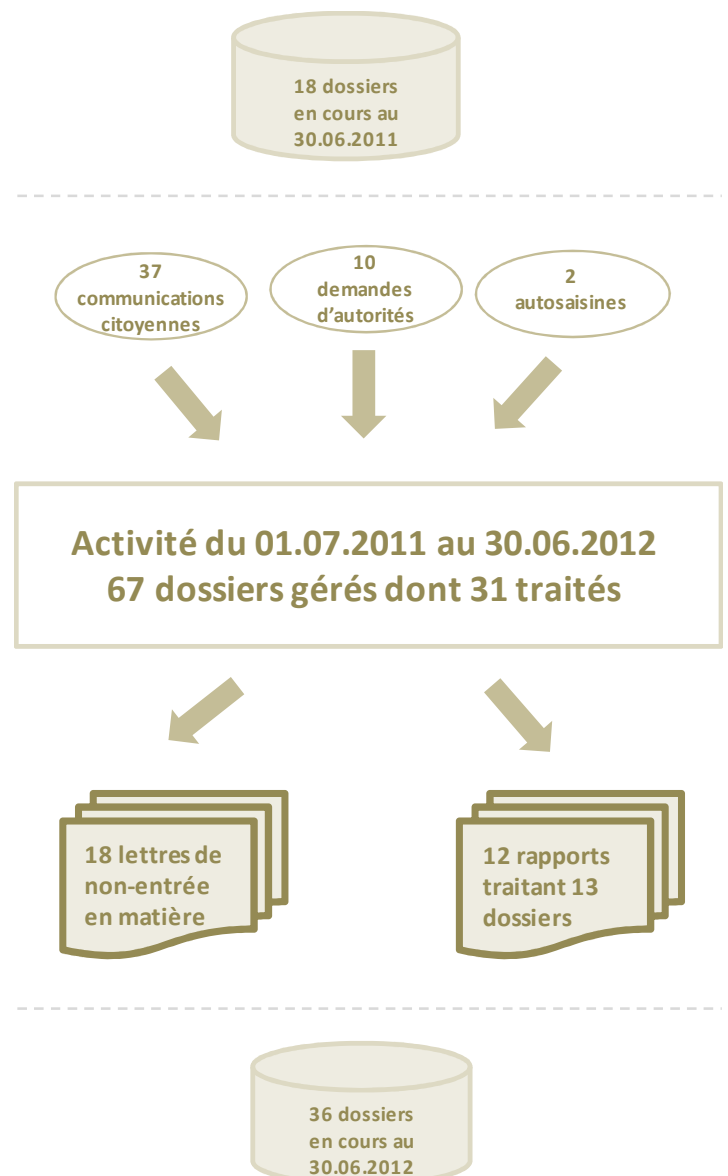 18 dossiers
en cours au
30.06.2011
37
communications
citoyennes
10
demandes
d'autorités
2
autosaisines
Activité du 01.07.2011 au 30.06.2012
67 dossiers gérés dont 31 traités
18 lettres de
non-entrée
en matière
12 rapports
traitant 13
dossiers
36 dossiers
en cours au
30.06.2012